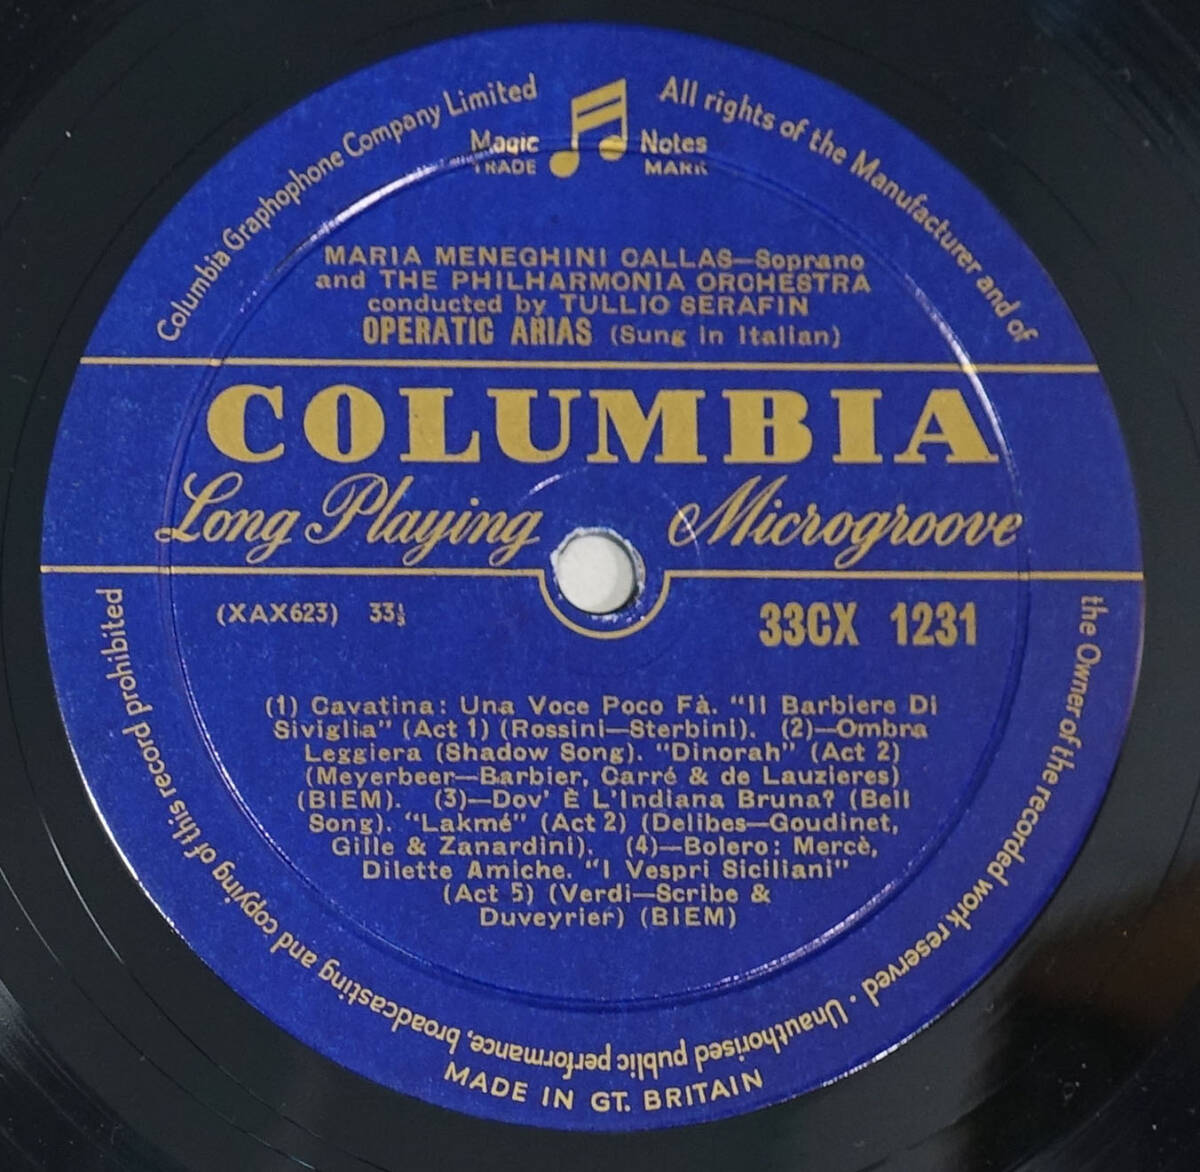 Columbia Graphophone Company Limited
All rights of the Manufacturer and of
the Owner of the recorded work reserved . Unauthorised public performance, broadcasting and copying of this record prohibited
Magic Notes
TRADE MARK
MARIA MENEGHINI CALLAS—Soprano
and THE PHILHARMONIA ORCHESTRA
conducted by TULLIO SERAFIN
OPERATIC ARIAS (Sung in Italian)
COLUMBIA
Long Playing Microgroove
(XAX623) 33⅓ 33CX 1231
(1) Cavatina: Una Voce Poco Fà. "Il Barbiere Di
Siviglia" (Act 1) (Rossini—Sterbini). (2)—Ombra
Leggiera (Shadow Song). "Dinorah" (Act 2)
(Meyerbeer—Barbier, Carré & de Lauzieres)
(BIEM). (3)—Dov' È L'Indiana Bruna? (Bell
Song). "Lakmé" (Act 2) (Delibes—Goudinet,
Gille & Zanardini). (4)—Bolero: Mercè,
Dilette Amiche. "I Vespri Siciliani"
(Act 5) (Verdi—Scribe &
Duveyrier) (BIEM)
MADE IN GT. BRITAIN